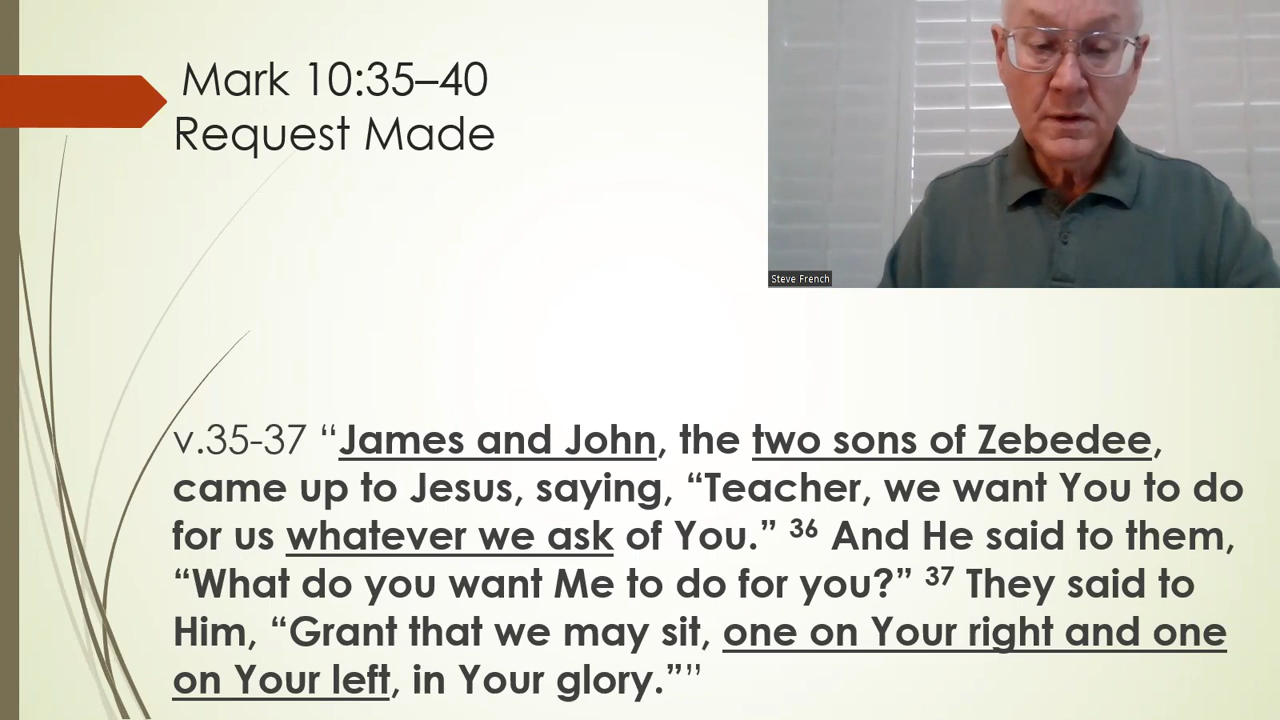 Mark 10:35–40
Request Made
Steve French
v.35-37 “James and John, the two sons of Zebedee,
came up to Jesus, saying, “Teacher, we want You to do
for us whatever we ask of You.” 36 And He said to them,
“What do you want Me to do for you?” 37 They said to
Him, “Grant that we may sit, one on Your right and one
on Your left, in Your glory.””